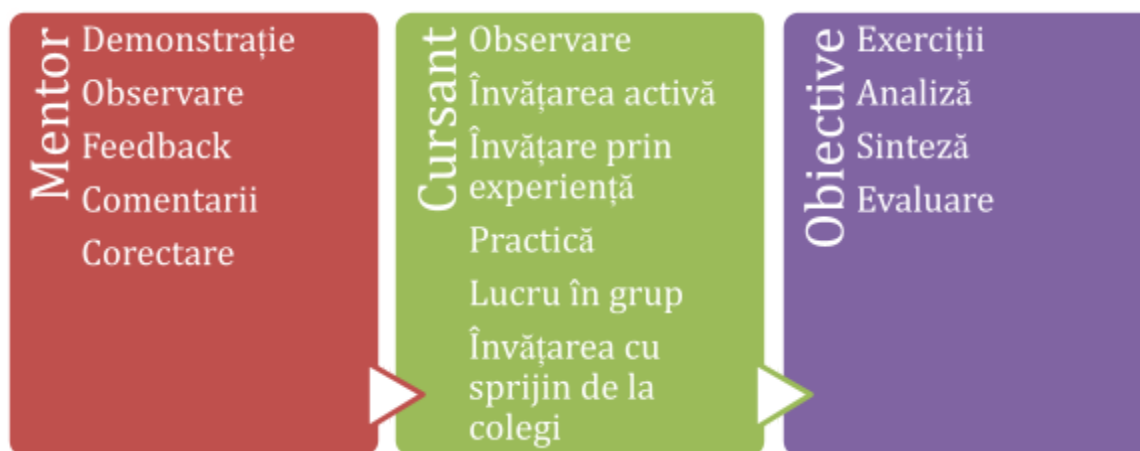 Mentor
Demonstrație
Observare
Feedback
Comentarii
Corectare
Cursant
Observare
Învățarea activă
Învățare prin
experiență
Practică
Lucru în grup
Învățarea cu
sprijin de la
colegi
Obiective
Exerciții
Analiză
Sinteză
Evaluare